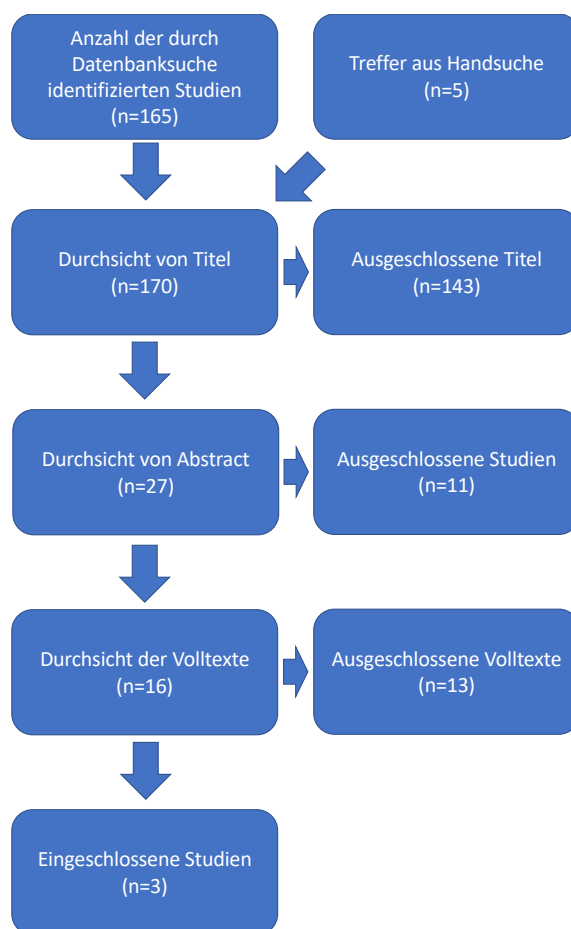 Anzahl der durch
Datenbanksuche
identifizierten Studien
(n=165)
Treffer aus Handsuche
(n=5)
Durchsicht von Titel
(n=170)
Ausgeschlossene Titel
(n=143)
Durchsicht von Abstract
(n=27)
Ausgeschlossene Studien
(n=11)
Durchsicht der Volltexte
(n=16)
Ausgeschlossene Volltexte
(n=13)
Eingeschlossene Studien
(n=3)